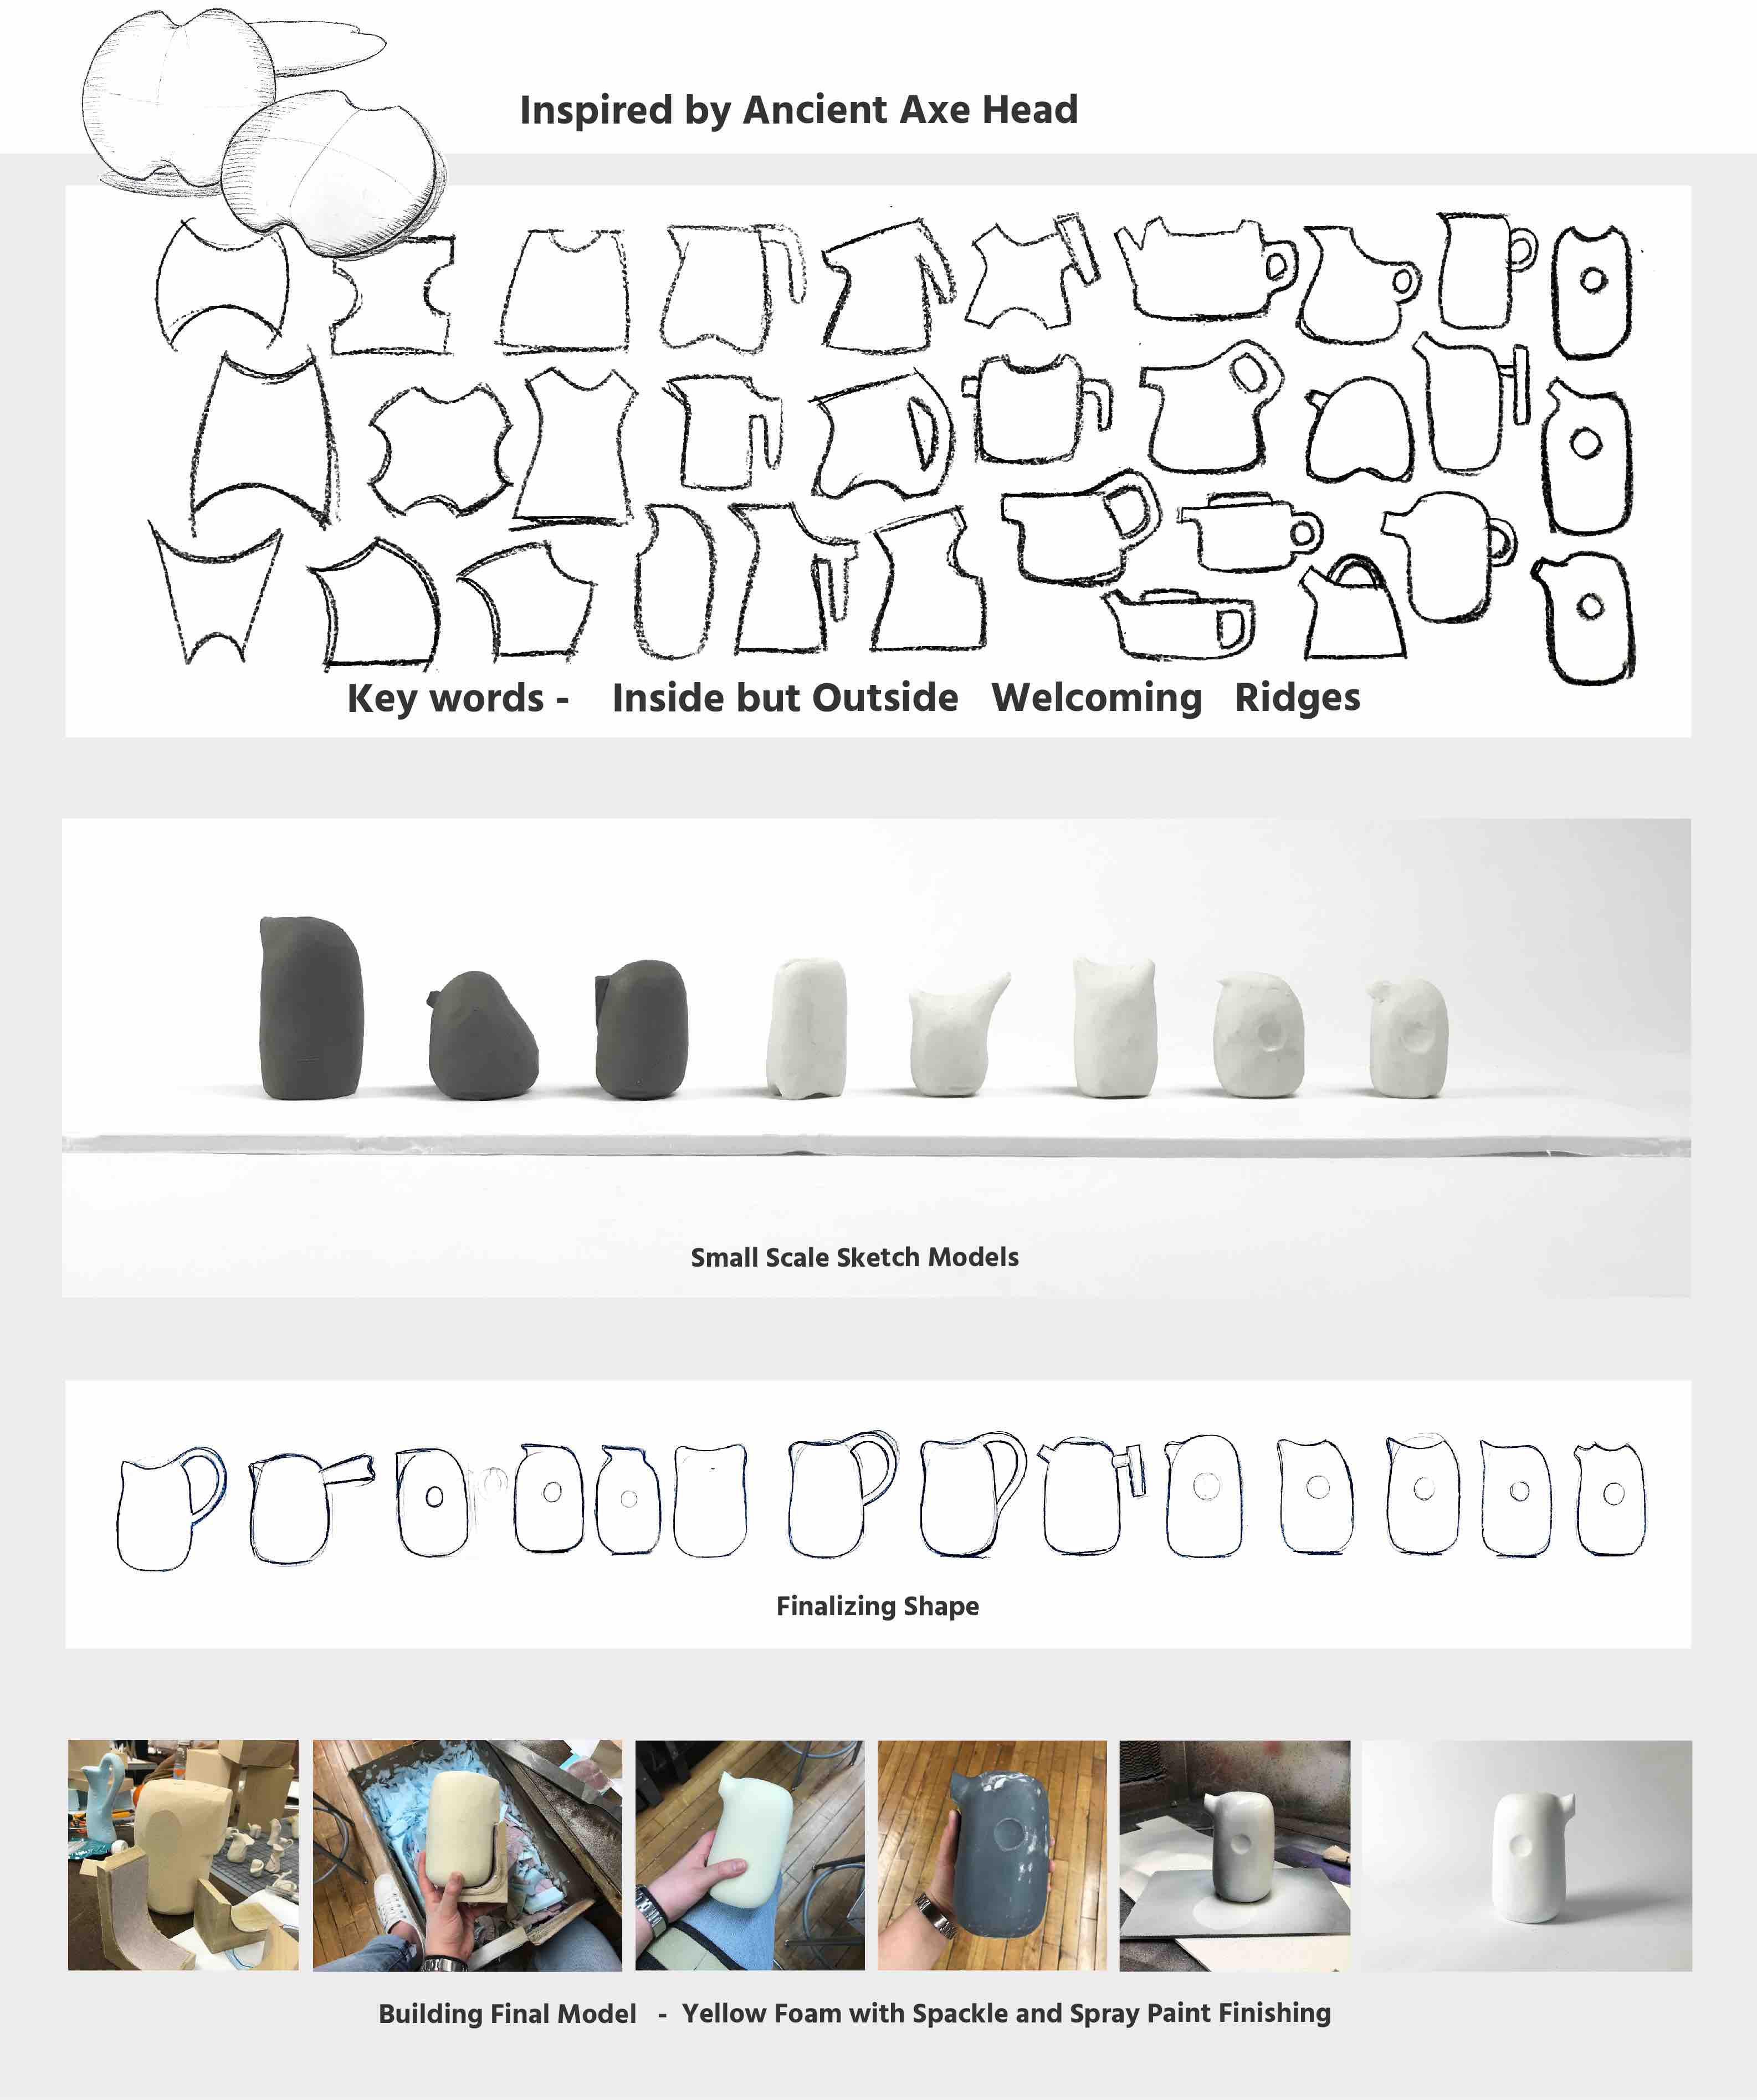 Inspired by Ancient Axe Head
Key words - Inside but Outside Welcoming Ridges
Small Scale Sketch Models
Finalizing Shape
Building Final Model - Yellow Foam with Spackle and Spray Paint Finishing